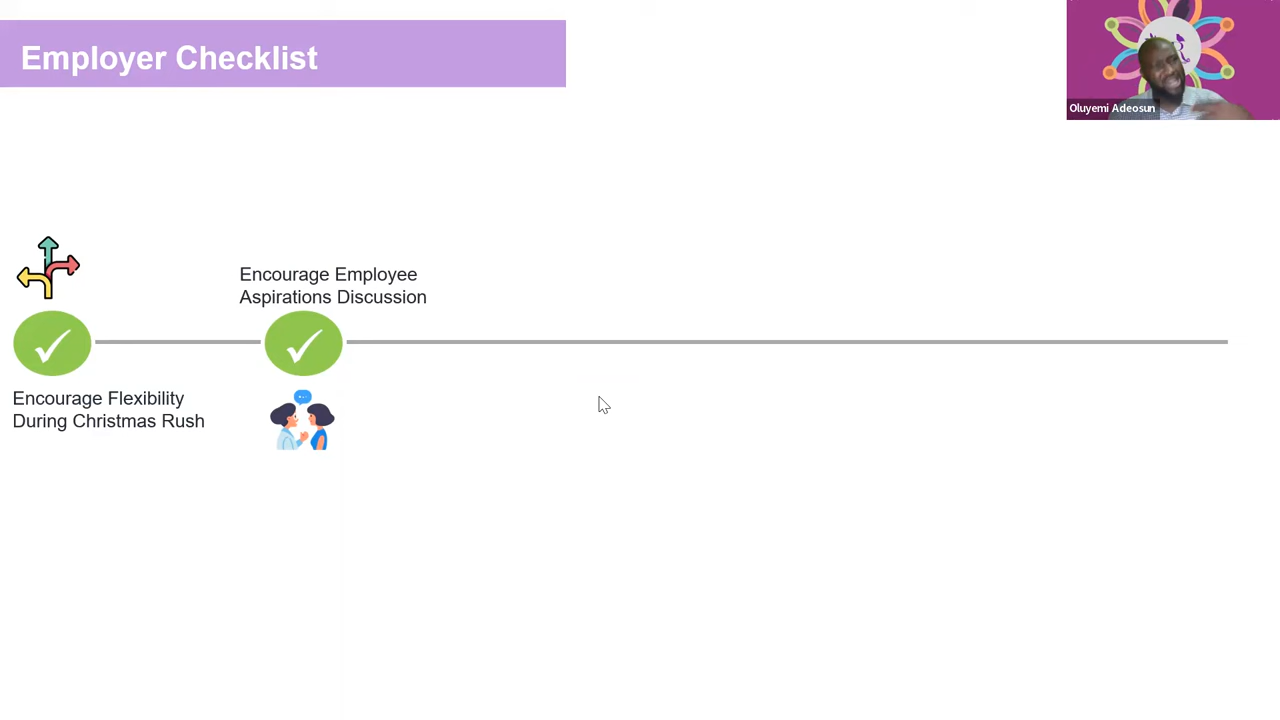 Employer Checklist
Oluyemi Adeosun
Encourage Employee
Aspirations Discussion
Encourage Flexibility
During Christmas Rush